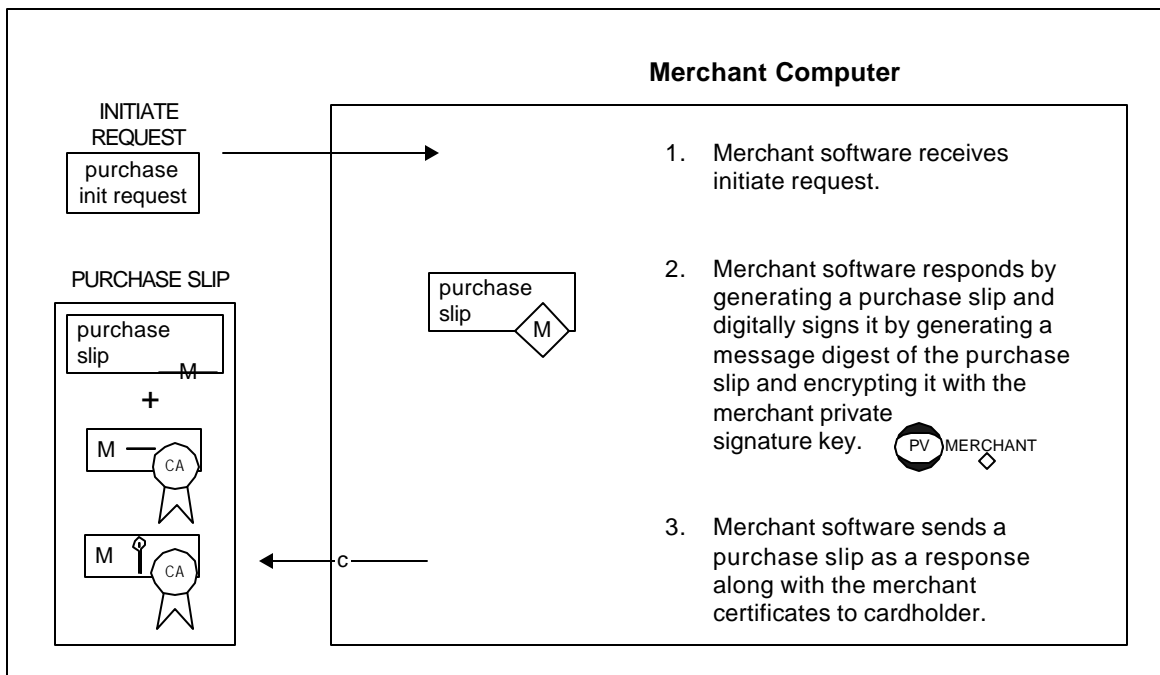 Merchant Computer
INITIATE
REQUEST
purchase
init request
1. Merchant software receives
initiate request.
PURCHASE SLIP
purchase
slip
M
+
M
CA
M
CA
purchase
slip
M
2. Merchant software responds by
generating a purchase slip and
digitally signs it by generating a
message digest of the purchase
slip and encrypting it with the
merchant private
signature key.
PV MERCHANT
c
3. Merchant software sends a
purchase slip as a response
along with the merchant
certificates to cardholder.